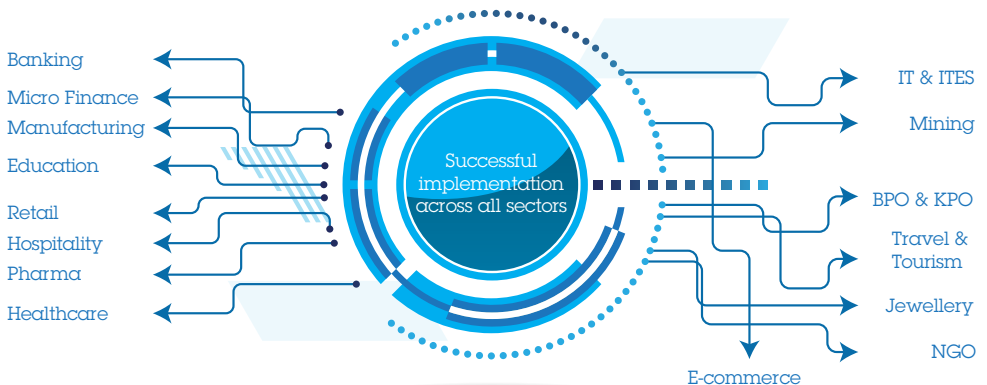 Banking
Micro Finance
Manufacturing
Education
Retail
Hospitality
Pharma
Healthcare
Successful
implementation
across all sectors
IT & ITES
Mining
BPO & KPO
Travel &
Tourism
Jewellery
NGO
E-commerce